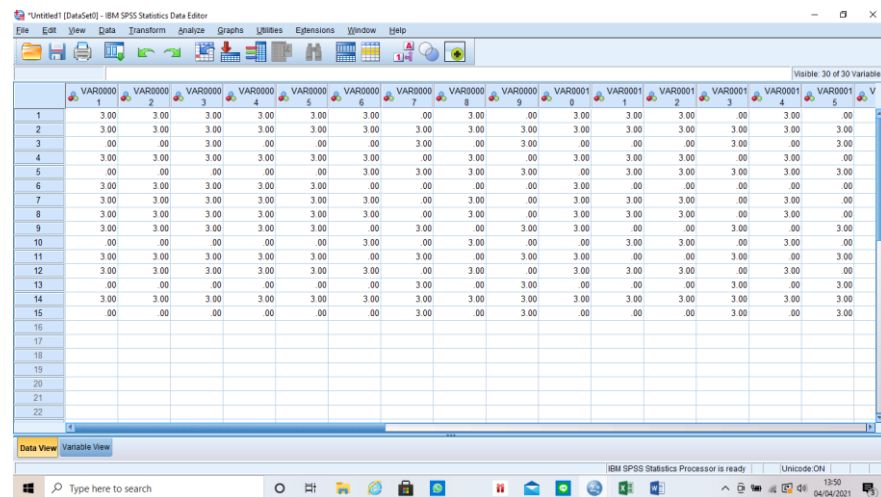 *Untitled1 [DataSet0] - IBM SPSS Statistics Data Editor
File Edit View Data Transform Analyze Graphs Utilities Extensions Window Help
Visible: 30 of 30 Variable
VAR00001 VAR00002 VAR00003 VAR00004 VAR00005 VAR00006 VAR00007 VAR00008 VAR00009 VAR00010 VAR00011 VAR00012 VAR00013 VAR00014 VAR00015 V
1 3.00 3.00 3.00 3.00 3.00 3.00 .00 3.00 .00 3.00 3.00 3.00 .00 3.00 .00
2 3.00 3.00 3.00 3.00 3.00 3.00 3.00 3.00 3.00 3.00 3.00 3.00 3.00 3.00 3.00
3 .00 .00 3.00 .00 .00 .00 .00 .00 3.00 .00 .00 .00 3.00 .00 .00
4 3.00 3.00 3.00 3.00 3.00 3.00 .00 3.00 3.00 3.00 3.00 3.00 .00 3.00 .00
5 .00 .00 .00 .00 .00 3.00 3.00 3.00 3.00 .00 .00 .00 3.00 3.00 3.00
6 3.00 3.00 3.00 3.00 3.00 .00 .00 .00 .00 3.00 .00 .00 .00 .00 .00
7 3.00 3.00 3.00 3.00 3.00 3.00 .00 3.00 .00 3.00 3.00 3.00 .00 3.00 .00
8 3.00 3.00 3.00 3.00 3.00 3.00 .00 3.00 3.00 3.00 3.00 3.00 .00 3.00 .00
9 3.00 3.00 3.00 3.00 3.00 .00 3.00 .00 3.00 3.00 .00 .00 3.00 .00 3.00
10 .00 .00 .00 .00 .00 3.00 .00 .00 .00 .00 3.00 3.00 .00 3.00 .00
11 3.00 3.00 3.00 3.00 3.00 .00 3.00 .00 3.00 3.00 .00 .00 3.00 .00 3.00
12 3.00 3.00 3.00 3.00 3.00 3.00 .00 3.00 .00 3.00 3.00 3.00 .00 3.00 .00
13 .00 .00 3.00 .00 .00 .00 3.00 .00 3.00 .00 .00 .00 3.00 .00 3.00
14 3.00 3.00 3.00 3.00 3.00 3.00 3.00 3.00 3.00 3.00 3.00 3.00 3.00 3.00 3.00
15 .00 .00 .00 .00 .00 .00 3.00 .00 .00 .00 .00 .00 3.00 .00 3.00
16
17
18
19
20
21
22
Data View Variable View
IBM SPSS Statistics Processor is ready Unicode:ON
Type here to search
13:50
04/04/2021